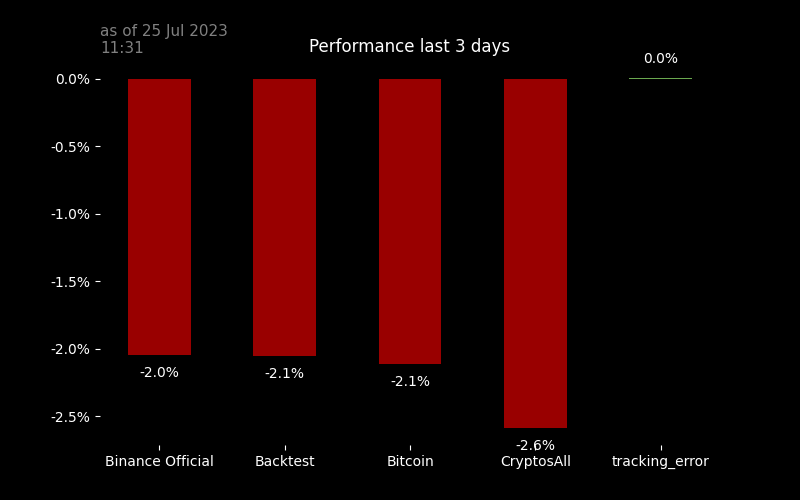 as of 25 Jul 2023
11:31
Performance last 3 days
0.0%
0.0%
-0.5%
-1.0%
-1.5%
-2.0%
-2.5%
-2.0%
-2.1%
-2.1%
-2.6%
Binance Official
Backtest
Bitcoin
CryptosAll
tracking_error